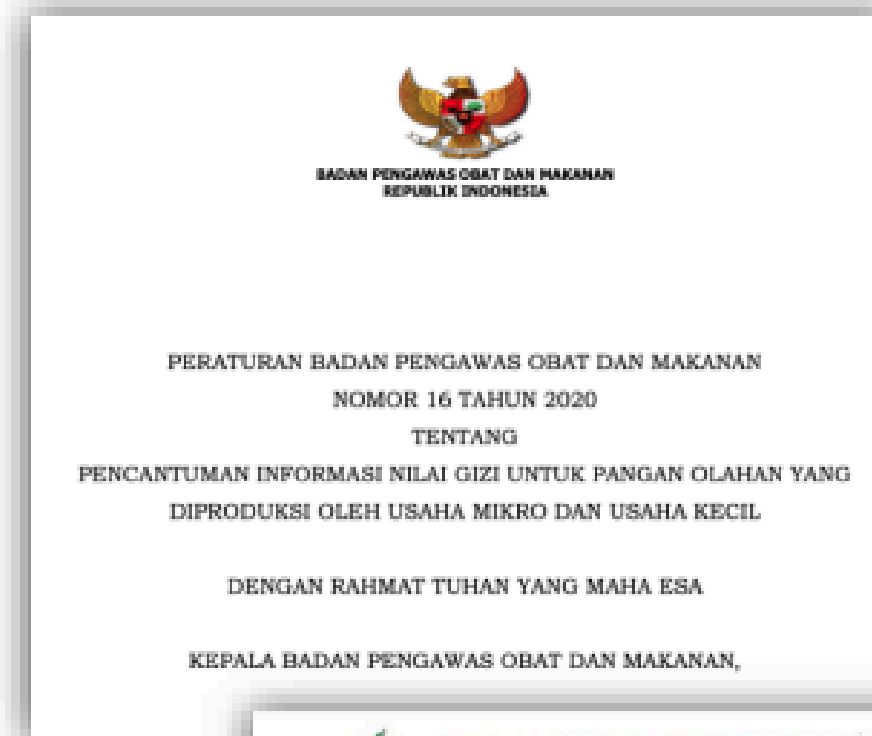 BADAN PENGAWAS OBAT DAN MAKANAN
REPUBLIK INDONESIA
PERATURAN BADAN PENGAWAS OBAT DAN MAKANAN
NOMOR 16 TAHUN 2020
TENTANG
PENCANTUMAN INFORMASI NILAI GIZI UNTUK PANGAN OLAHAN YANG
DIPRODUKSI OLEH USAHA MIKRO DAN USAHA KECIL
DENGAN RAHMAT TUHAN YANG MAHA ESA
KEPALA BADAN PENGAWAS OBAT DAN MAKANAN,